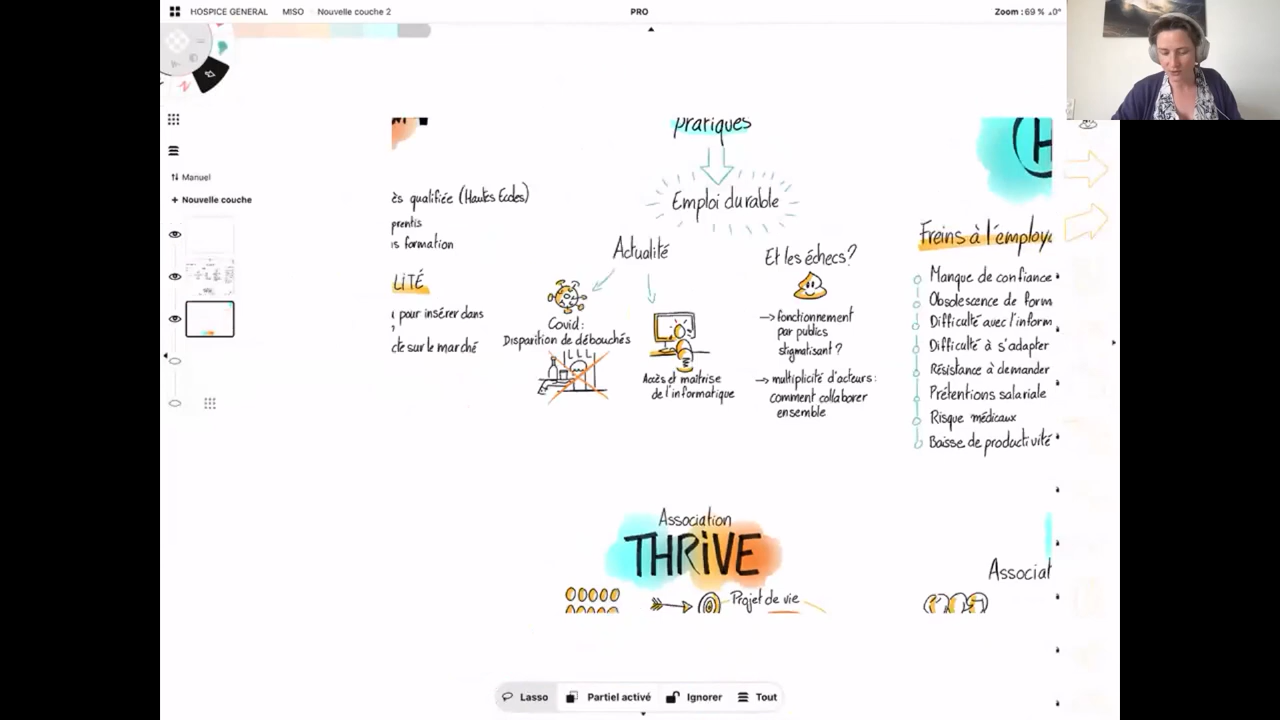 HOSPICE GENERAL MISO Nouvelle couche 2
PRO
Zoom : 69 % 0°
Manuel
+ Nouvelle couche
pratiques
Emploi durable
ès qualifiée (Hautes Ecoles)
prentis
s formation
LITÉ
pour insérer dans
cte sur le marché
Actualité
Covid :
Disparition de débouchés
Accès et maîtrise
de l'informatique
Et les échecs ?
fonctionnement
par publics
stigmatisant ?
multiplicité d'acteurs :
comment collaborer
ensemble
Freins à l'employa
Manque de confiance
Obsolescence de form
Difficulté avec l'inform
Difficulté à s'adapter
Résistance à demander
Prétentions salariale
Risque médicaux
Baisse de productivité
Association
THRiVE
Projet de vie
Associat
Lasso
Partiel activé
Ignorer
Tout